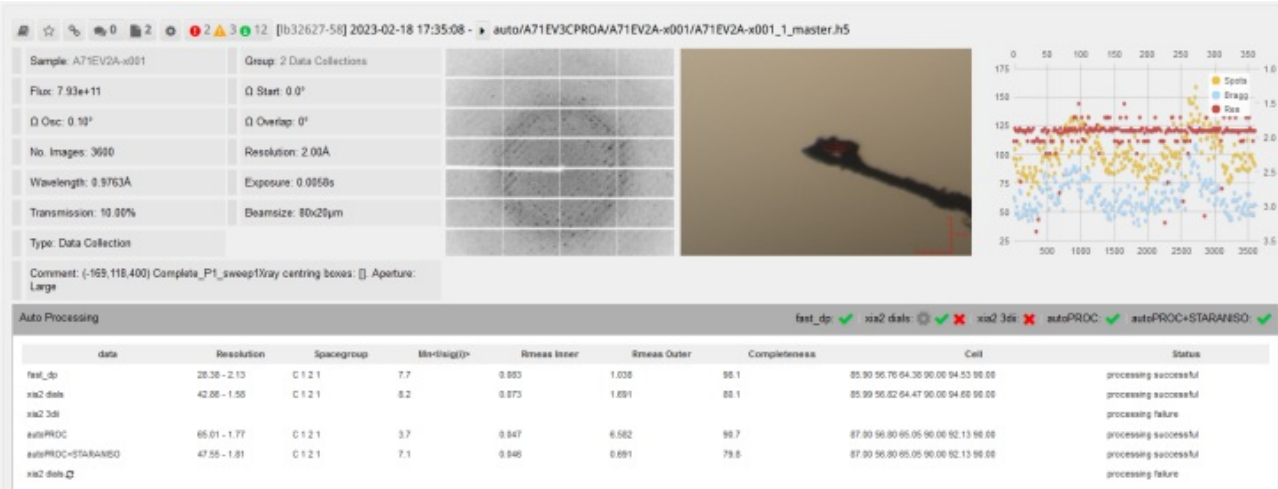 0 2 2 3 12 [lb32627-58] 2023-02-18 17:35:08 - auto/A71EV3CPROA/A71EV2A-x001/A71EV2A-x001_1_master.h5
Sample: A71EV2A-x001 Group: 2 Data Collections
Flux: 7.93e+11 Ω Start: 0.0°
Ω Osc: 0.10° Ω Overlap: 0°
No. Images: 3600 Resolution: 2.00Å
Wavelength: 0.9763Å Exposure: 0.0058s
Transmission: 10.00% Beamsize: 80x20μm
Type: Data Collection
Comment: (-169,118,400) Complete_P1_sweep1Xray centring boxes: []. Aperture:
Large
0 50 100 150 200 250 300 350
175 150 125 100 75 50 25
1.0 1.5 2.0 2.5 3.0 3.5
Spots
Bragg
Res
500 1000 1500 2000 2500 3000 3500
Auto Processing fast_dp: xia2 dials: xia2 3dii: autoPROC: autoPROC+STARANISO:
data Resolution Spacegroup Mn<I/sig(I)> Rmeas Inner Rmeas Outer Completeness Cell Status
fast_dp 28.38 - 2.13 C 1 2 1 7.7 0.083 1.038 98.1 85.90 56.76 64.38 90.00 94.53 90.00 processing successful
xia2 dials 42.86 - 1.58 C 1 2 1 8.2 0.073 1.691 88.1 85.99 56.82 64.47 90.00 94.60 90.00 processing successful
xia2 3dii processing failure
autoPROC 65.01 - 1.77 C 1 2 1 3.7 0.047 6.582 90.7 87.00 56.80 65.05 90.00 92.13 90.00 processing successful
autoPROC+STARANISO 47.55 - 1.81 C 1 2 1 7.1 0.046 0.691 79.8 87.00 56.80 65.05 90.00 92.13 90.00 processing successful
xia2 dials processing failure